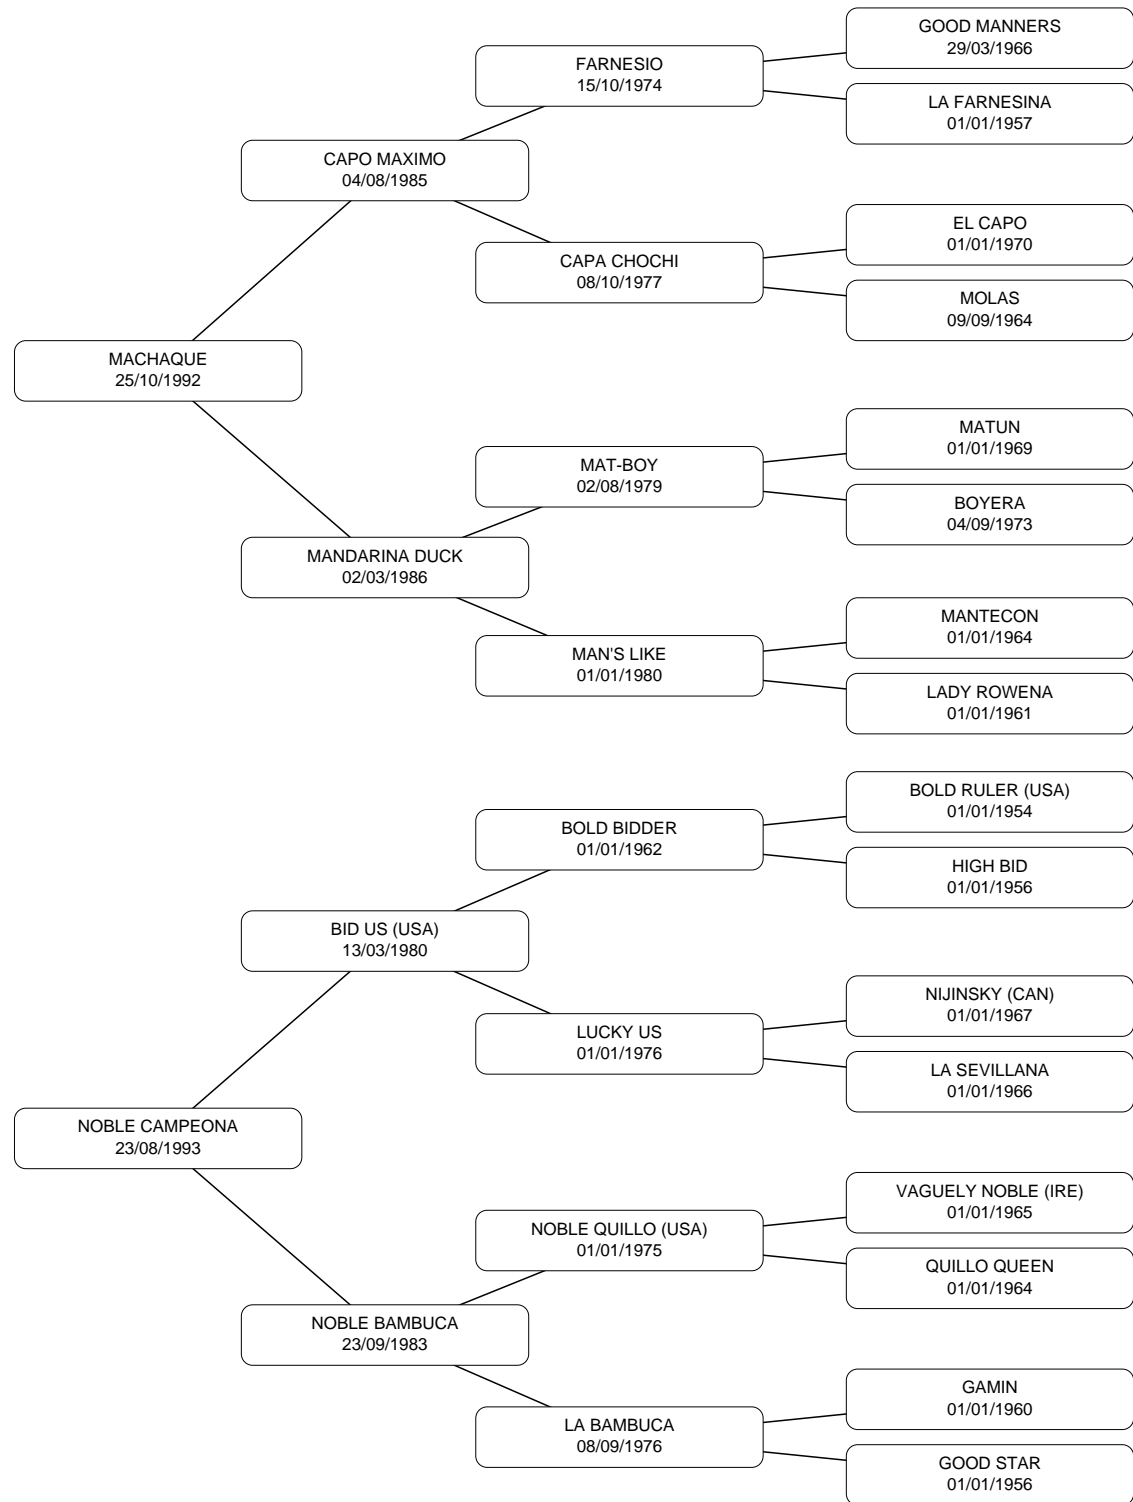 GOOD MANNERS
29/03/1966
FARNESIO
15/10/1974
LA FARNESINA
01/01/1957
CAPO MAXIMO
04/08/1985
EL CAPO
01/01/1970
CAPA CHOCHI
08/10/1977
MOLAS
09/09/1964
MACHAQUE
25/10/1992
MATUN
01/01/1969
MAT-BOY
02/08/1979
BOYERA
04/09/1973
MANDARINA DUCK
02/03/1986
MANTECON
01/01/1964
MAN'S LIKE
01/01/1980
LADY ROWENA
01/01/1961
BOLD RULER (USA)
01/01/1954
BOLD BIDDER
01/01/1962
HIGH BID
01/01/1956
BID US (USA)
13/03/1980
NIJINSKY (CAN)
01/01/1967
LUCKY US
01/01/1976
LA SEVILLANA
01/01/1966
NOBLE CAMPEONA
23/08/1993
VAGUELY NOBLE (IRE)
01/01/1965
NOBLE QUILLO (USA)
01/01/1975
QUILLO QUEEN
01/01/1964
NOBLE BAMBUCA
23/09/1983
GAMIN
01/01/1960
LA BAMBUCA
08/09/1976
GOOD STAR
01/01/1956